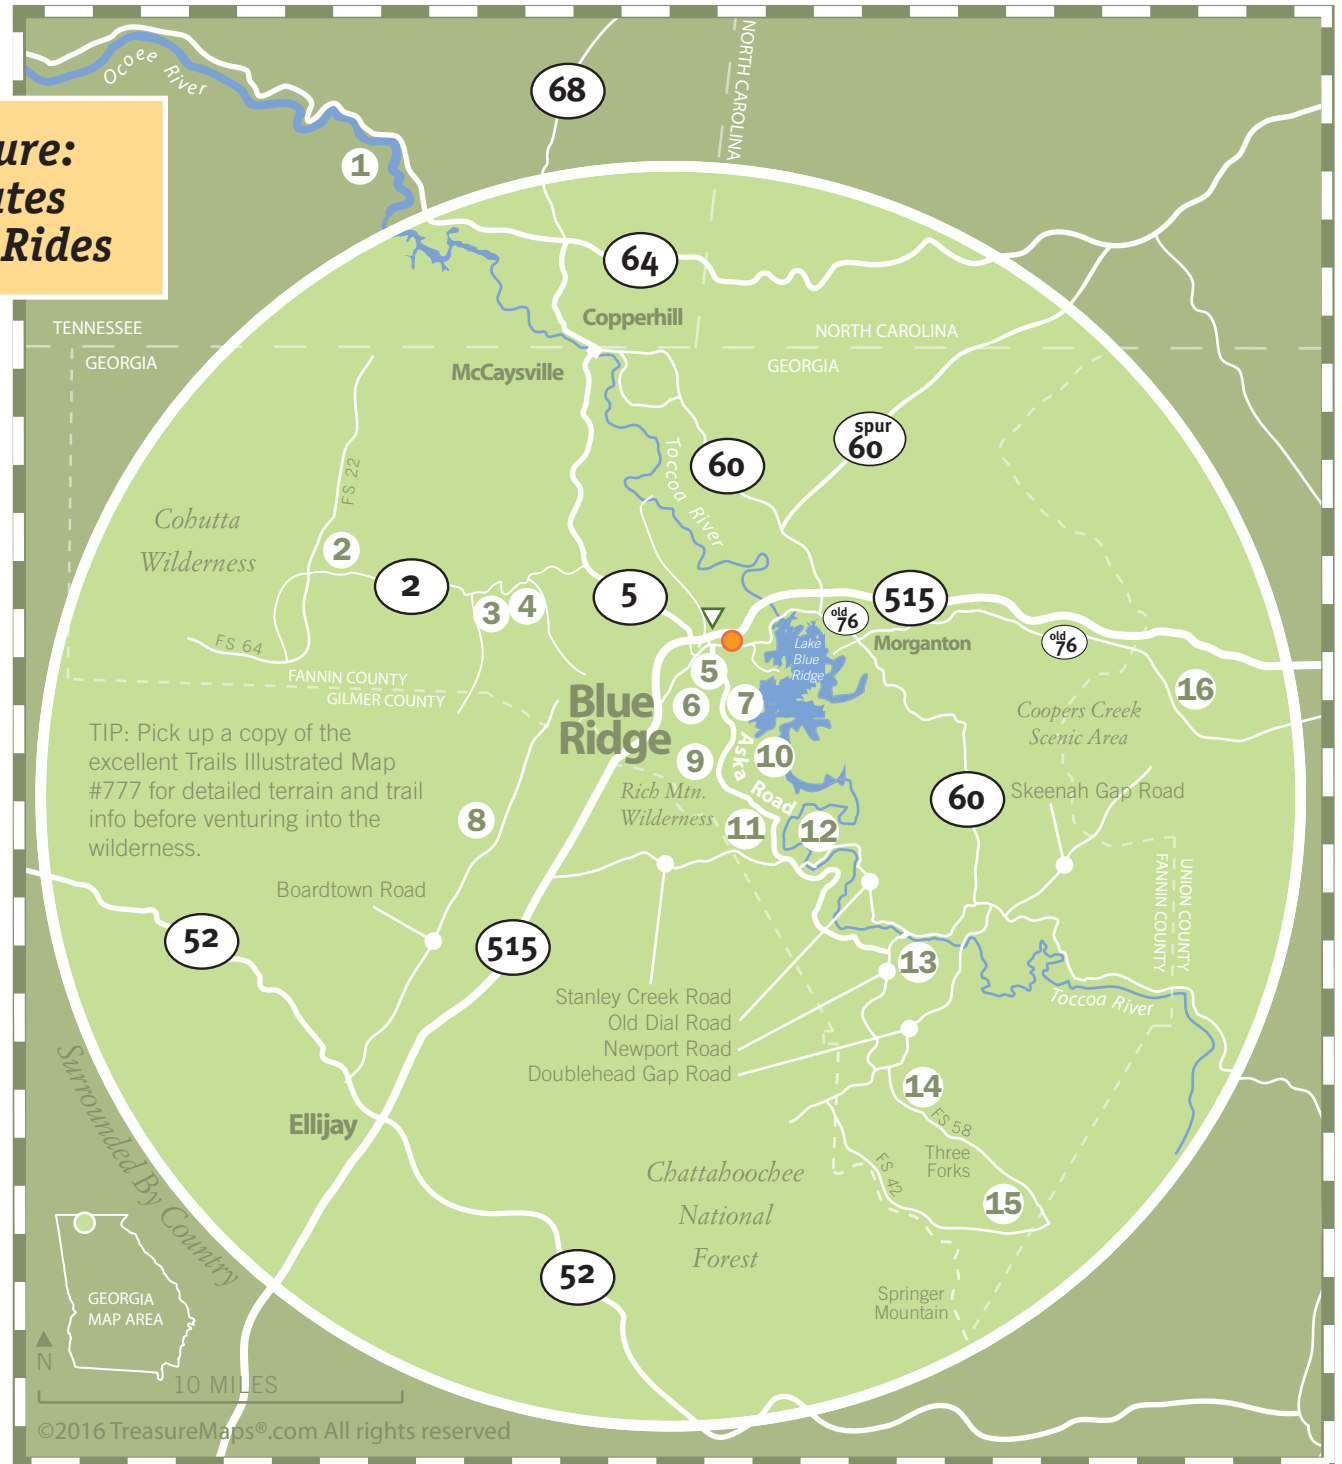 Ocoee River
ure:
ates
Rides
1
68
NORTH CAROLINA
64
Copperhill
TENNESSEE
GEORGIA
NORTH CAROLINA
GEORGIA
McCaysville
spur
60
60
Toccoa River
FS 22
Cohutta
Wilderness
2
2
3
4
5
515
old
76
Morganton
old
76
FS 64
FANNIN COUNTY
GILMER COUNTY
Lake
Blue
Ridge
5
6
7
16
Blue
Ridge
Coopers Creek
Scenic Area
TIP: Pick up a copy of the
excellent Trails Illustrated Map
#777 for detailed terrain and trail
info before venturing into the
wilderness.
9
10
Aska Road
Rich Mtn.
Wilderness
60
Skeenah Gap Road
8
11
12
Boardtown Road
UNION COUNTY
FANNIN COUNTY
52
515
13
Stanley Creek Road
Old Dial Road
Newport Road
Doublehead Gap Road
Toccoa River
14
FS 58
Three
Forks
FS 42
15
Ellijay
Surrounded By Country
Chattahoochee
National
Forest
52
Springer
Mountain
GEORGIA
MAP AREA
N
10 MILES
©2016 TreasureMaps®.com All rights reserved